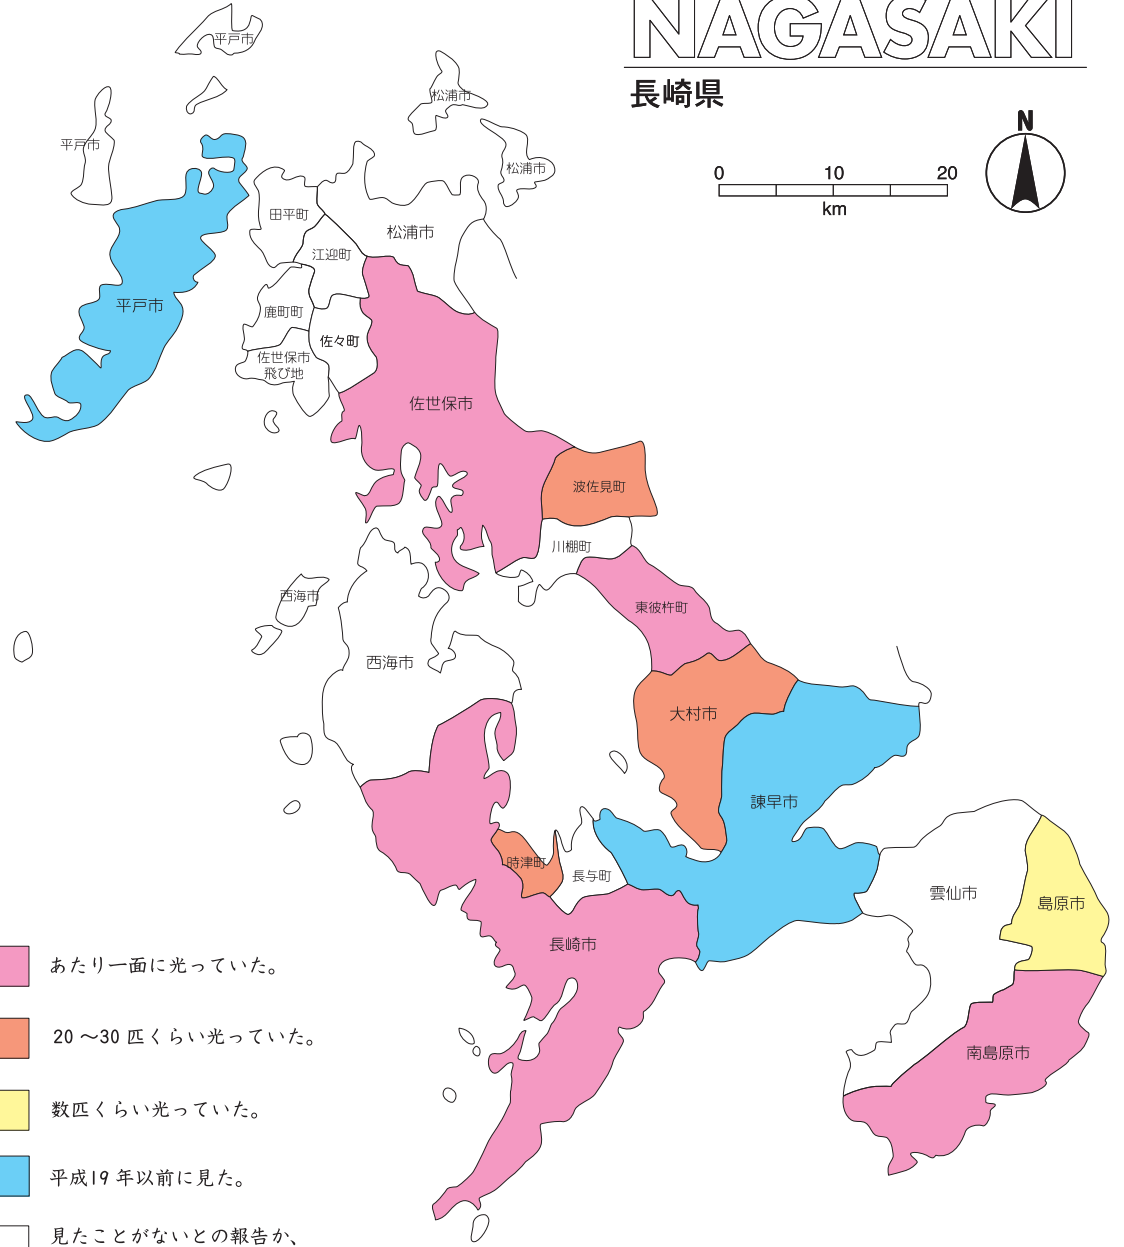 NAGASAKI
長崎県
N
0 10 20
km
平戸市
平戸市
松浦市
松浦市
田平町
松浦市
江迎町
平戸市
鹿町町
佐々町
佐世保市
飛び地
佐世保市
波佐見町
川棚町
西海市
東彼杵町
西海市
大村市
諫早市
時津町
長与町
雲仙市
島原市
長崎市
南島原市
あたり一面に光っていた。
20～30 匹くらい光っていた。
数匹くらい光っていた。
平成19 年以前に見た。
見たことがないとの報告か、